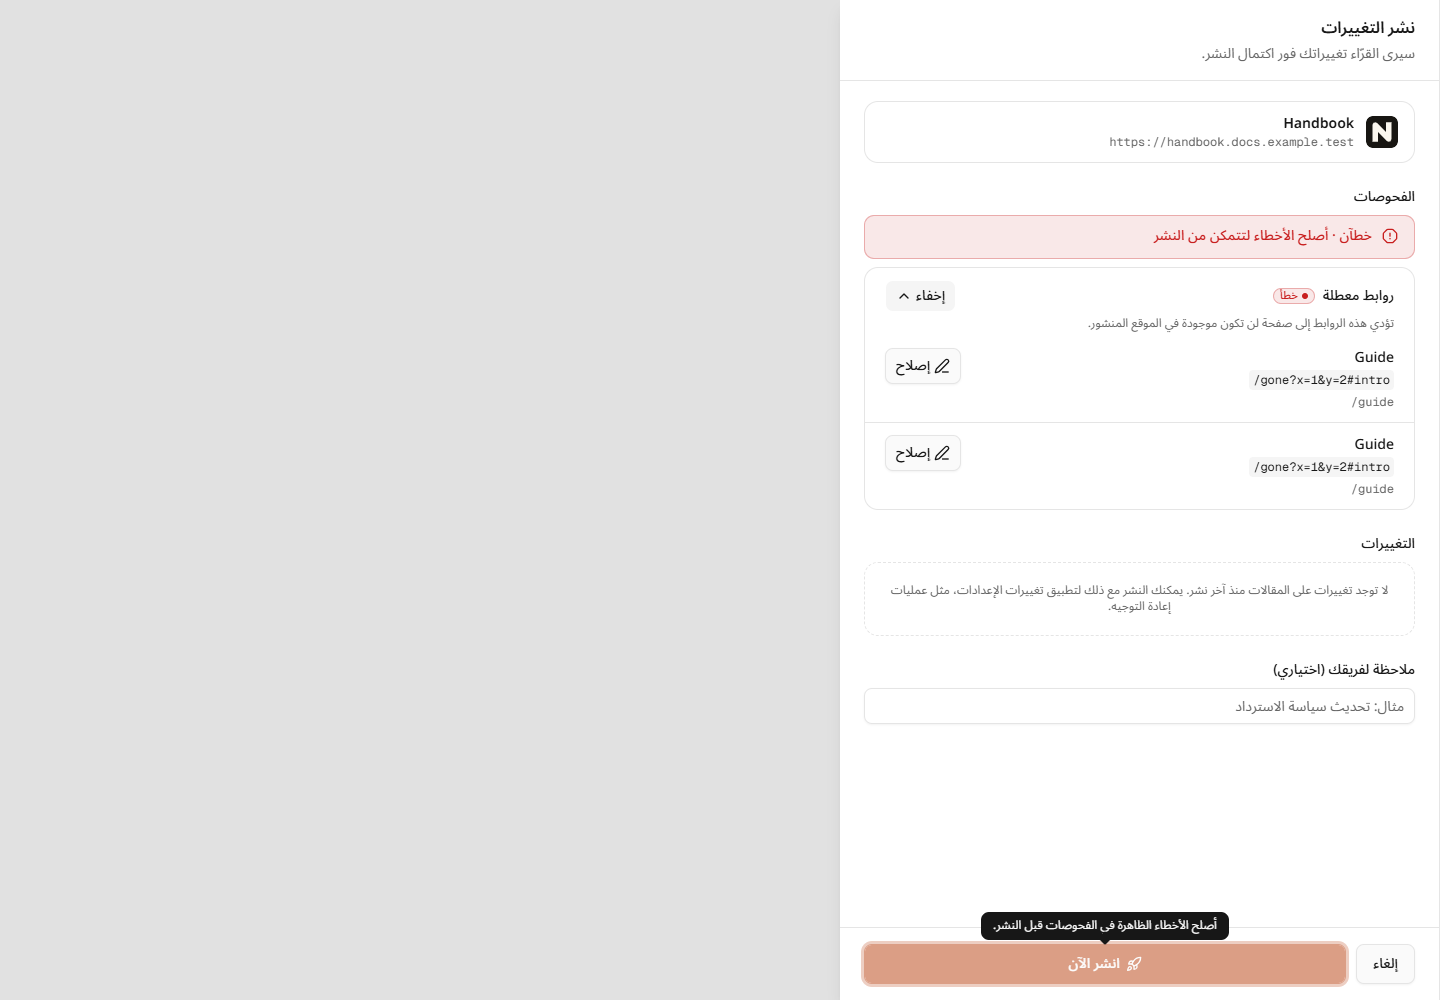 نشر التغييرات
سيرى القرّاء تغييراتك فور اكتمال النشر.
N
Handbook
https://handbook.docs.example.test
الفحوصات
خطآن · أصلح الأخطاء لتتمكن من النشر
روابط معطلة
خطأ
إخفاء
تؤدي هذه الروابط إلى صفحة لن تكون موجودة في الموقع المنشور.
Guide
إصلاح
/gone?x=1&y=2#intro
/guide
Guide
إصلاح
/gone?x=1&y=2#intro
/guide
التغييرات
لا توجد تغييرات على المقالات منذ آخر نشر. يمكنك النشر مع ذلك لتطبيق تغييرات الإعدادات، مثل عمليات
إعادة التوجيه.
ملاحظة لفريقك (اختياري)
مثال: تحديث سياسة الاسترداد
أصلح الأخطاء الظاهرة في الفحوصات قبل النشر.
إلغاء
انشر الآن